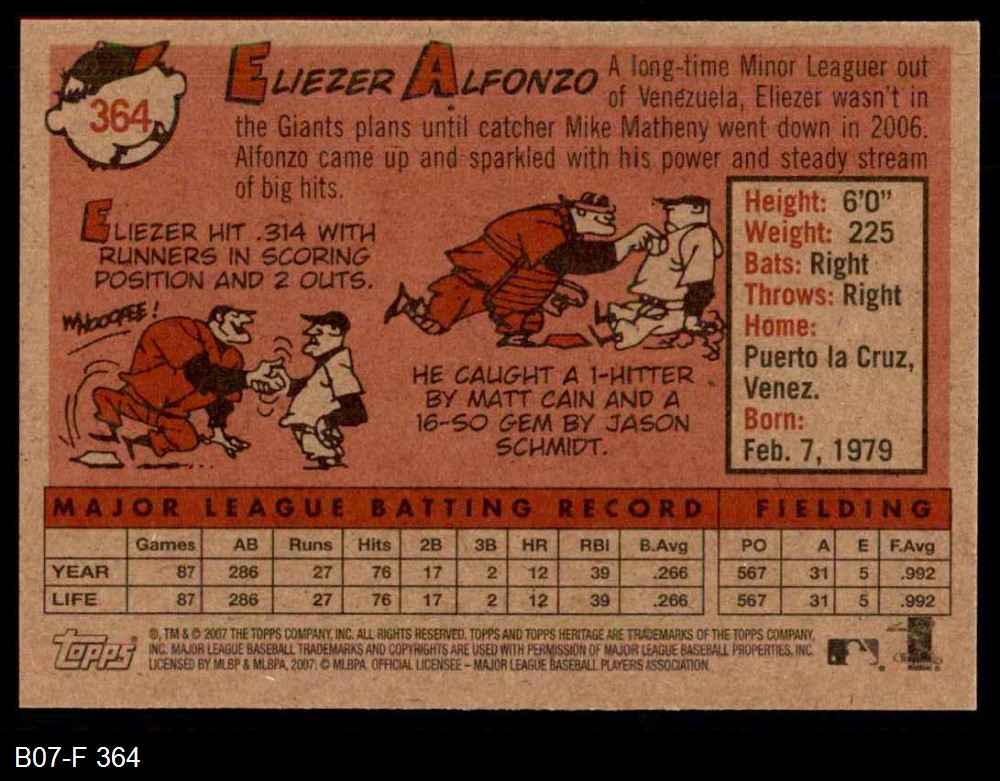 364
ELIEZER ALFONZO
A long-time Minor Leaguer out
of Venezuela, Eliezer wasn't in
the Giants plans until catcher Mike Matheny went down in 2006.
Alfonzo came up and sparkled with his power and steady stream
of big hits.
ELIEZER HIT .314 WITH
RUNNERS IN SCORING
POSITION AND 2 OUTS.
WHOOOPEE!
HE CAUGHT A 1-HITTER
BY MATT CAIN AND A
16-SO GEM BY JASON
SCHMIDT.
Height: 6'0"
Weight: 225
Bats: Right
Throws: Right
Home:
Puerto la Cruz,
Venez.
Born:
Feb. 7, 1979
MAJOR LEAGUE BATTING RECORD FIELDING
Games AB Runs Hits 2B 3B HR RBI B.Avg PO A E F.Avg
YEAR 87 286 27 76 17 2 12 39 .266 567 31 5 .992
LIFE 87 286 27 76 17 2 12 39 .266 567 31 5 .992
Topps
®, TM & © 2007 THE TOPPS COMPANY, INC. ALL RIGHTS RESERVED. TOPPS AND TOPPS HERITAGE ARE TRADEMARKS OF THE TOPPS COMPANY,
INC. MAJOR LEAGUE BASEBALL TRADEMARKS AND COPYRIGHTS ARE USED WITH PERMISSION OF MAJOR LEAGUE BASEBALL PROPERTIES, INC.
LICENSED BY MLBP & MLBPA, 2007. © MLBPA. OFFICIAL LICENSEE – MAJOR LEAGUE BASEBALL PLAYERS ASSOCIATION.
B07-F 364